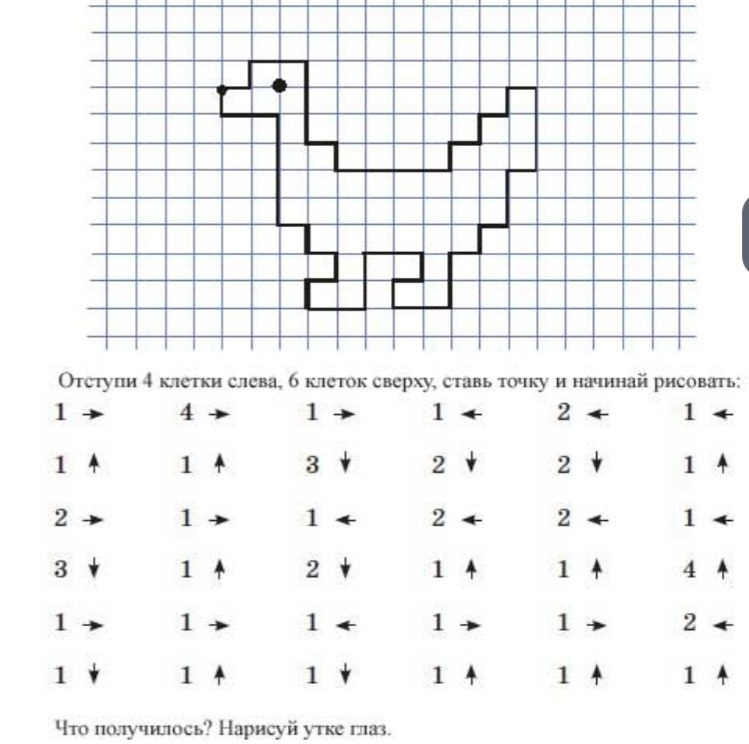 Отступи 4 клетки слева, 6 клеток сверху, ставь точку и начинай рисовать:
1 → 4 → 1 → 1 ← 2 ← 1 ←
1 ↑ 1 ↑ 3 ↓ 2 ↓ 2 ↓ 1 ↑
2 → 1 → 1 ← 2 ← 2 ← 1 ←
3 ↓ 1 ↑ 2 ↓ 1 ↑ 1 ↑ 4 ↑
1 → 1 → 1 ← 1 → 1 → 2 ←
1 ↓ 1 ↑ 1 ↓ 1 ↑ 1 ↑ 1 ↑
Что получилось? Нарисуй утке глаз.